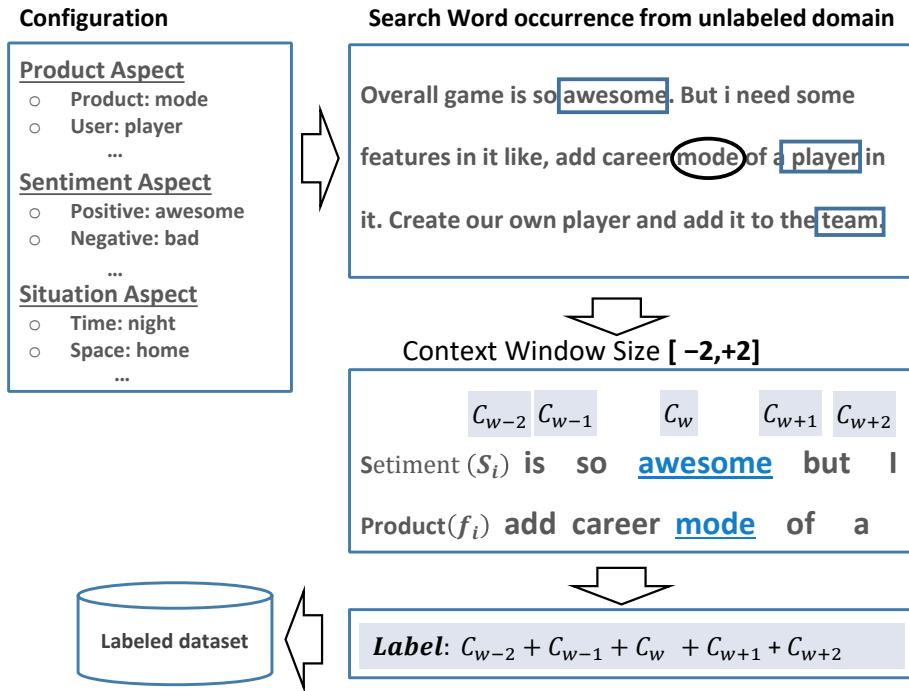 Configuration
Product Aspect
○ Product: mode
○ User: player
...
Sentiment Aspect
○ Positive: awesome
○ Negative: bad
...
Situation Aspect
○ Time: night
○ Space: home
...
Search Word occurrence from unlabeled domain
Overall game is so awesome. But i need some
features in it like, add career mode of a player in
it. Create our own player and add it to the team.
Context Window Size [ −2,+2]
C_{w−2} C_{w−1} C_w C_{w+1} C_{w+2}
Setiment (S_i) is so awesome but I
Product(f_i) add career mode of a
Label: C_{w−2} + C_{w−1} + C_w + C_{w+1} + C_{w+2}
Labeled dataset